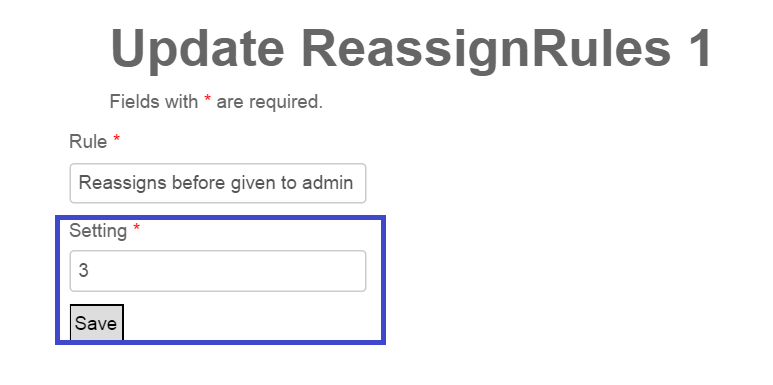 Update ReassignRules 1
Fields with * are required.
Rule *
Reassigns before given to admin
Setting *
3
Save